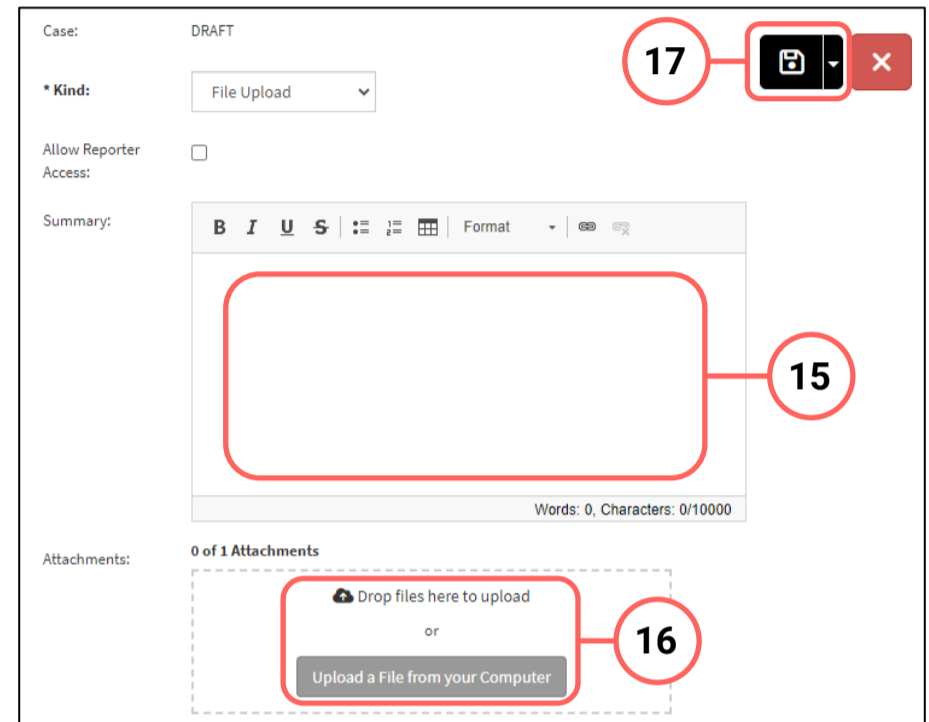 Case: DRAFT
17
* Kind: File Upload
Allow Reporter
Access:
Summary:
B I U S Format
15
Words: 0, Characters: 0/10000
Attachments: 0 of 1 Attachments
Drop files here to upload
or
16
Upload a File from your Computer